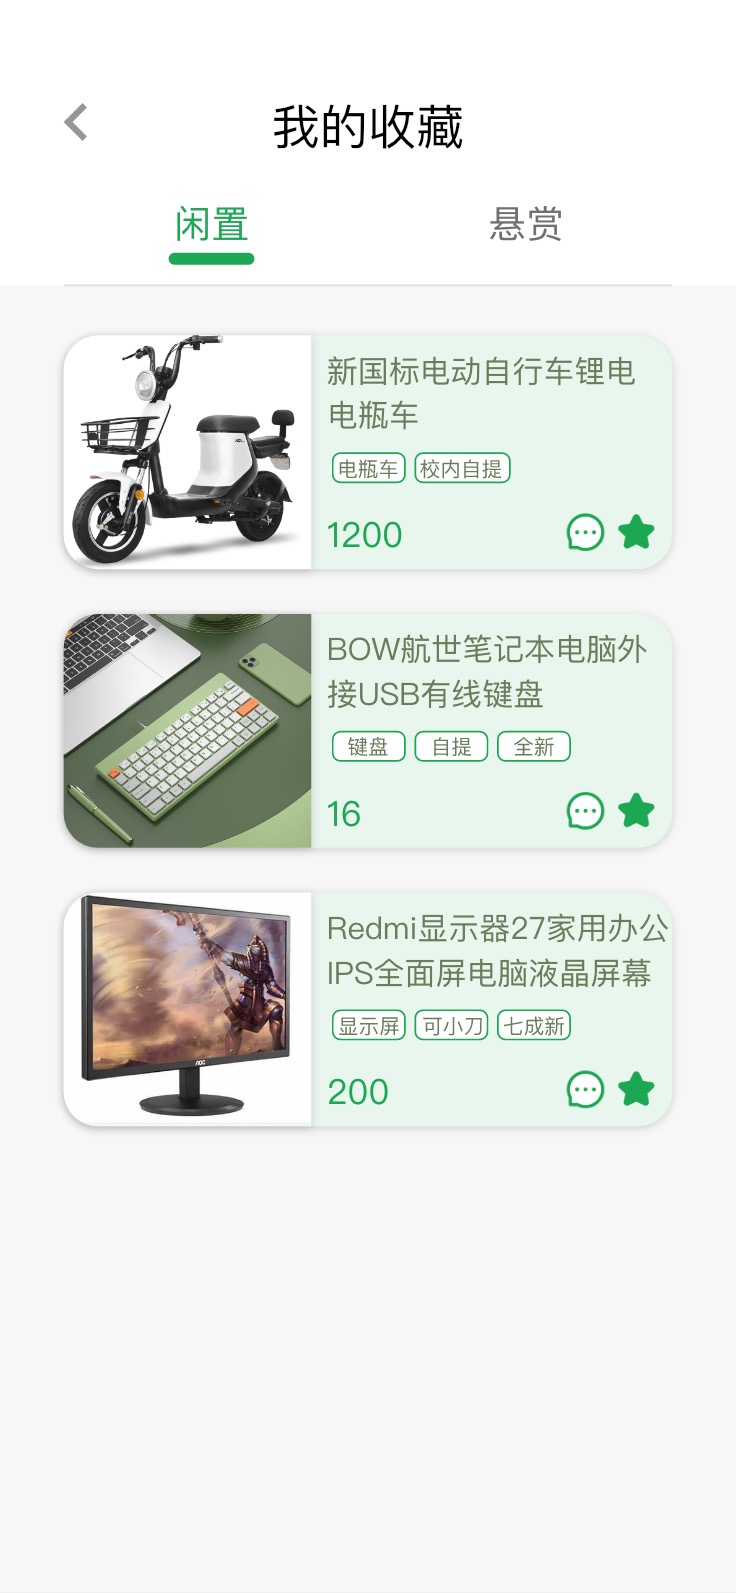 我的收藏
闲置
悬赏
新国标电动自行车锂电
电瓶车
电瓶车
校内自提
1200
BOW航世笔记本电脑外
接USB有线键盘
键盘
自提
全新
16
Redmi显示器27家用办公
IPS全面屏电脑液晶屏幕
显示屏
可小刀
七成新
200
AOC